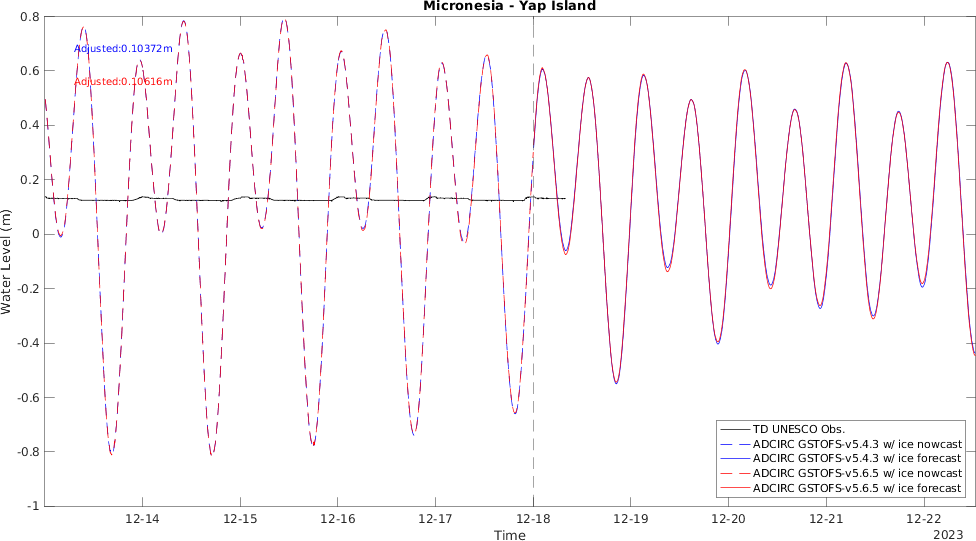 Micronesia - Yap Island
0.8
Adjusted:0.10372m
0.6
Adjusted:0.10616m
0.4
0.2
0
-0.2
-0.4
-0.6
-0.8
-1
Water Level (m)
TD UNESCO Obs.
ADCIRC GSTOFS-v5.4.3 w/ ice nowcast
ADCIRC GSTOFS-v5.4.3 w/ ice forecast
ADCIRC GSTOFS-v5.6.5 w/ ice nowcast
ADCIRC GSTOFS-v5.6.5 w/ ice forecast
12-14 12-15 12-16 12-17 12-18 12-19 12-20 12-21 12-22
Time
2023